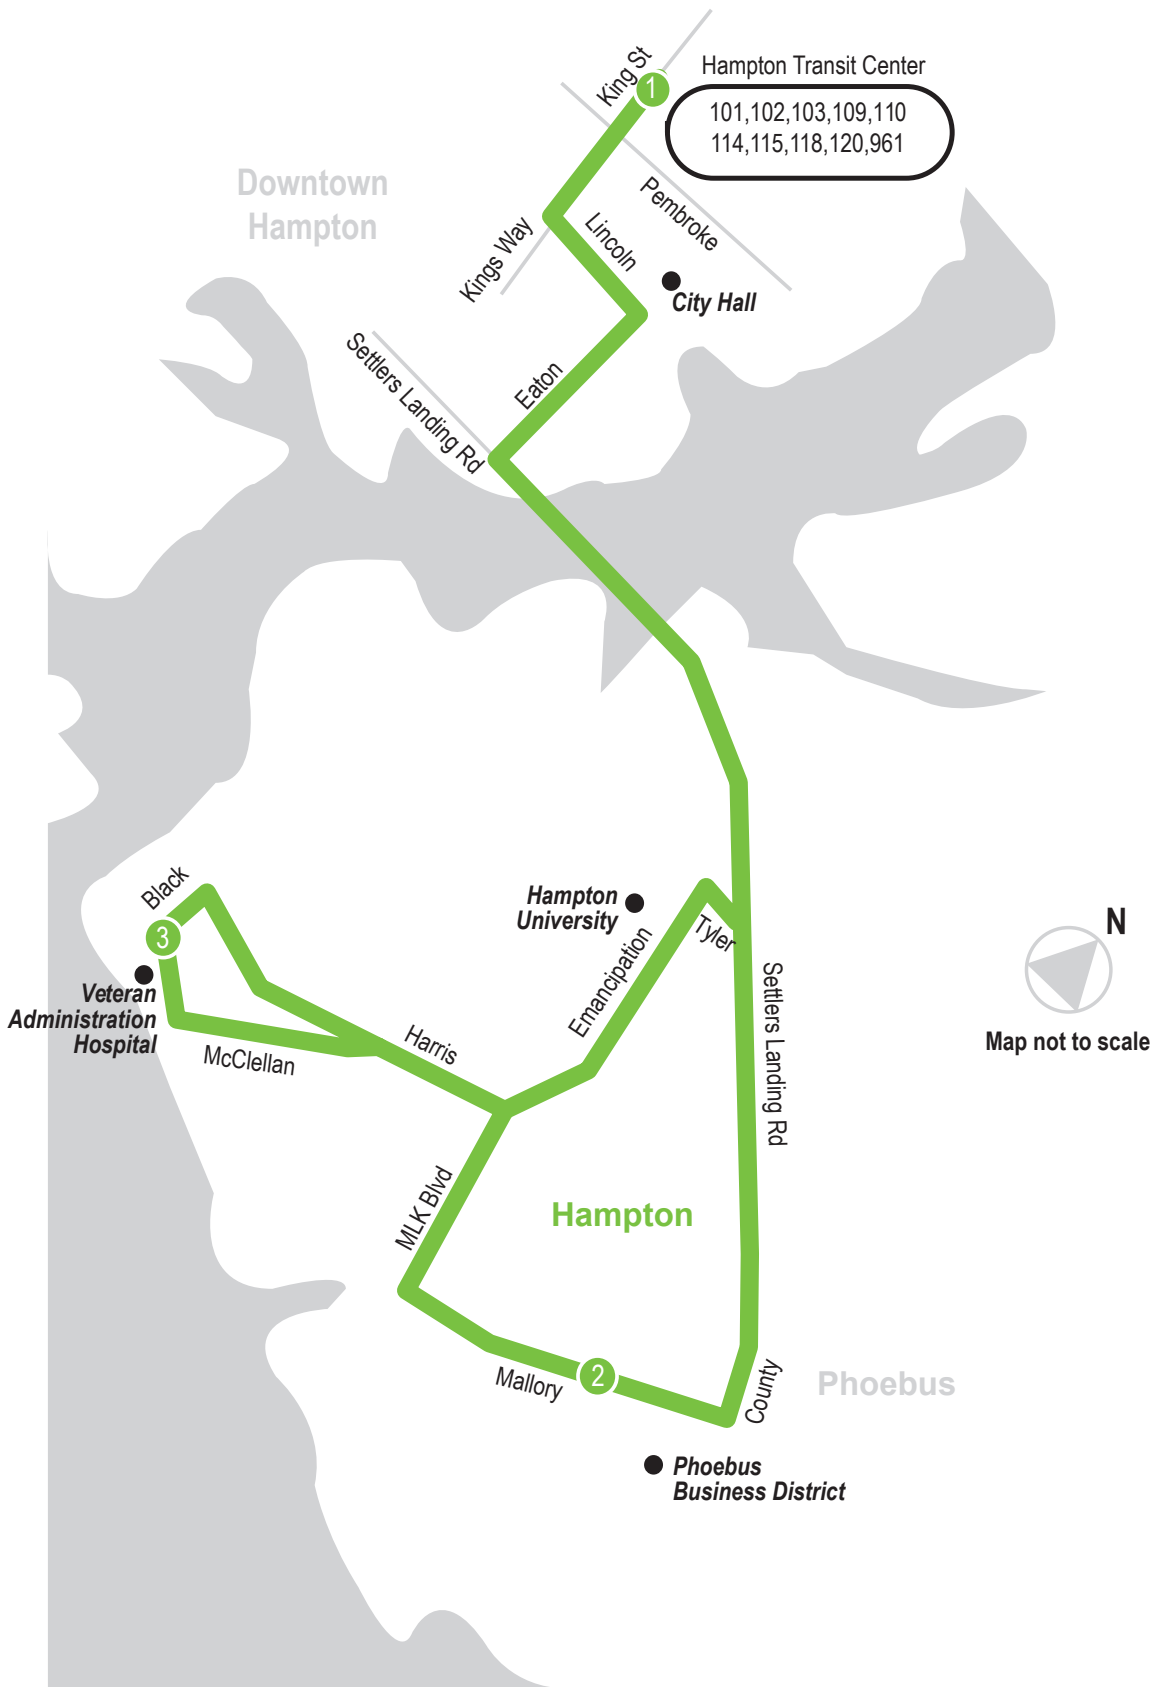 King St
1
Hampton Transit Center
101,102,103,109,110
114,115,118,120,961
Downtown
Hampton
Pembroke
Kings Way
Lincoln
City Hall
Settlers Landing Rd
Eaton
Black
3
Veteran
Administration
Hospital
McClellan
Harris
Hampton
University
Emancipation
Tyler
Settlers Landing Rd
N
Map not to scale
MLK Blvd
Hampton
Mallory
2
County
Phoebus
Phoebus
Business District